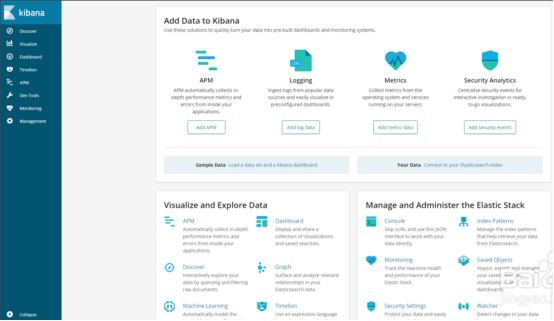 kibana
Discover
Visualize
Dashboard
Timelion
APM
Dev Tools
Monitoring
Management
Collapse
Add Data to Kibana
Use these solutions to quickly turn your data into pre-built dashboards and monitoring systems.
APM
APM automatically collects in-
depth performance metrics and
errors from inside your
applications.
Add APM
LOG
Logging
Ingest logs from popular data
sources and easily visualize in
preconfigured dashboards.
Add log data
Metrics
Collect metrics from the
operating system and services
running on your servers.
Add metric data
Security Analytics
Centralize security events for
interactive investigation in ready-
to-go visualizations.
Add security events
Sample Data Load a data set and a Kibana dashboard
Your Data Connect to your Elasticsearch index
Visualize and Explore Data
APM
Automatically collect in-depth
performance metrics and
errors from inside your
applications.
Dashboard
Display and share a
collection of visualizations
and saved searches.
Discover
Interactively explore your
data by querying and filtering
raw documents.
Graph
Surface and analyze relevant
relationships in your
Elasticsearch data.
Machine Learning
Automatically model the
Timelion
Use an expression language
Manage and Administer the Elastic Stack
Console
Skip cURL and use this JSON
interface to work with your
data directly.
Index Patterns
Manage the index patterns
that help retrieve your data
from Elasticsearch.
Monitoring
Track the real-time health and
performance of your Elastic
Stack.
Saved Objects
Import, export, and manage
your saved
Security Settings
Protect your data and easily
Watcher
Detect changes in your data
jingyan